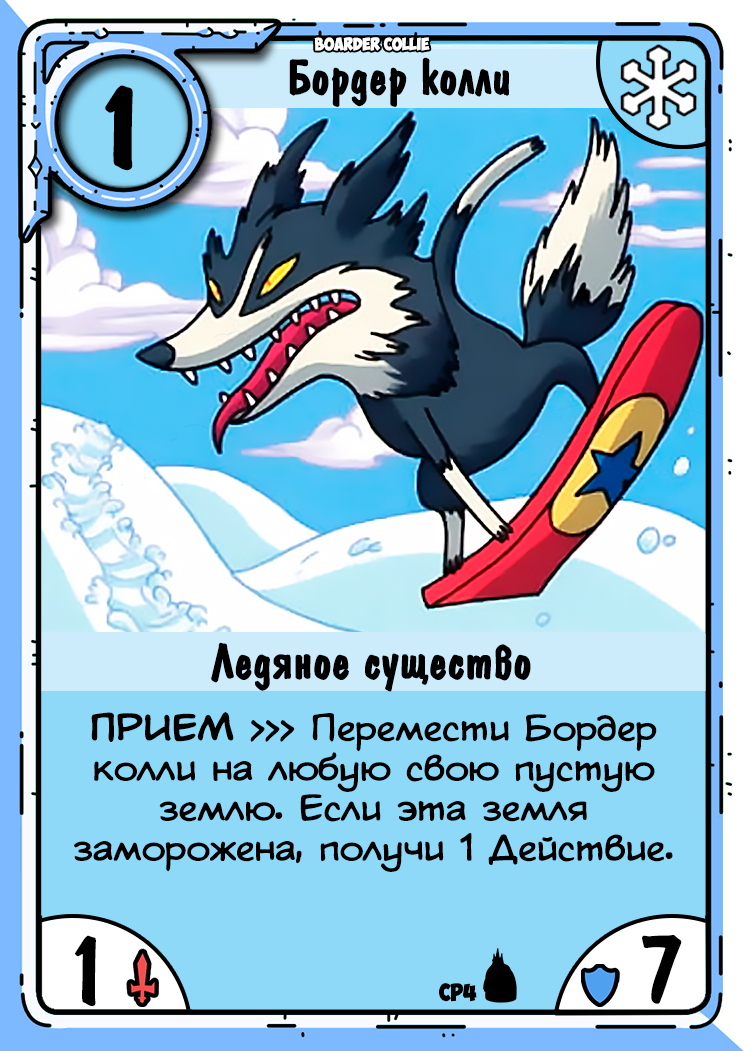 BOARDER COLLIE
1
Бордер колли
Ледяное существо
ПРИЕМ >>> Перемести Бордер
колли на любую свою пустую
землю. Если эта земля
заморожена, получи 1 Действие.
1
CP4
7